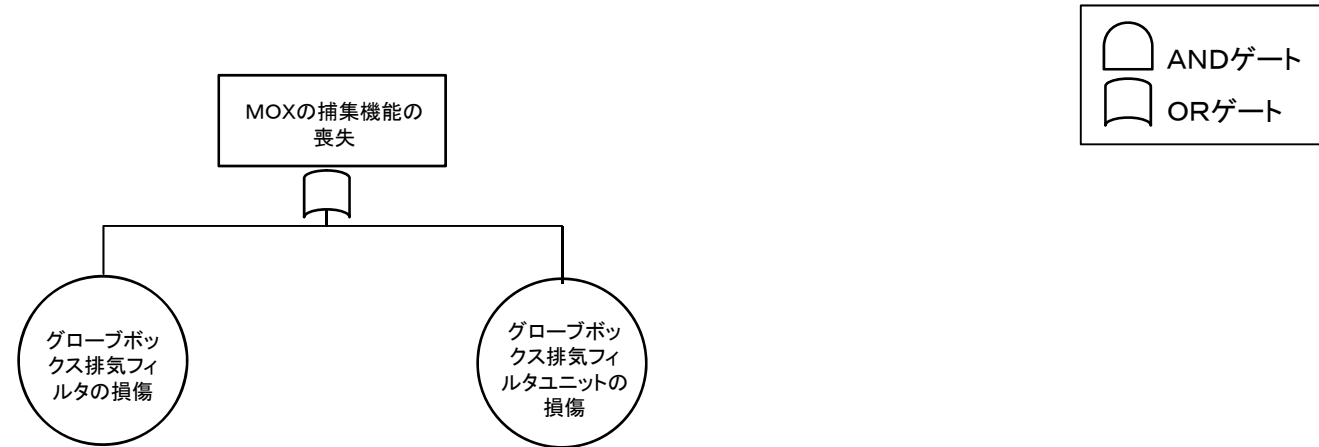 ANDゲート
ORゲート
MOXの捕集機能の
喪失
グローブボッ
クス排気フィ
ルタの損傷
グローブボッ
クス排気フィ
ルタユニットの
損傷